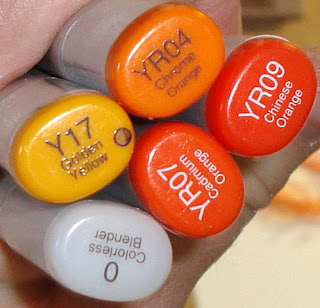 YR04
Chrome
Orange
YR09
Chinese
Orange
Y17
Golden
Yellow
YR07
Cadmium
Orange
0
Colorless
Blender